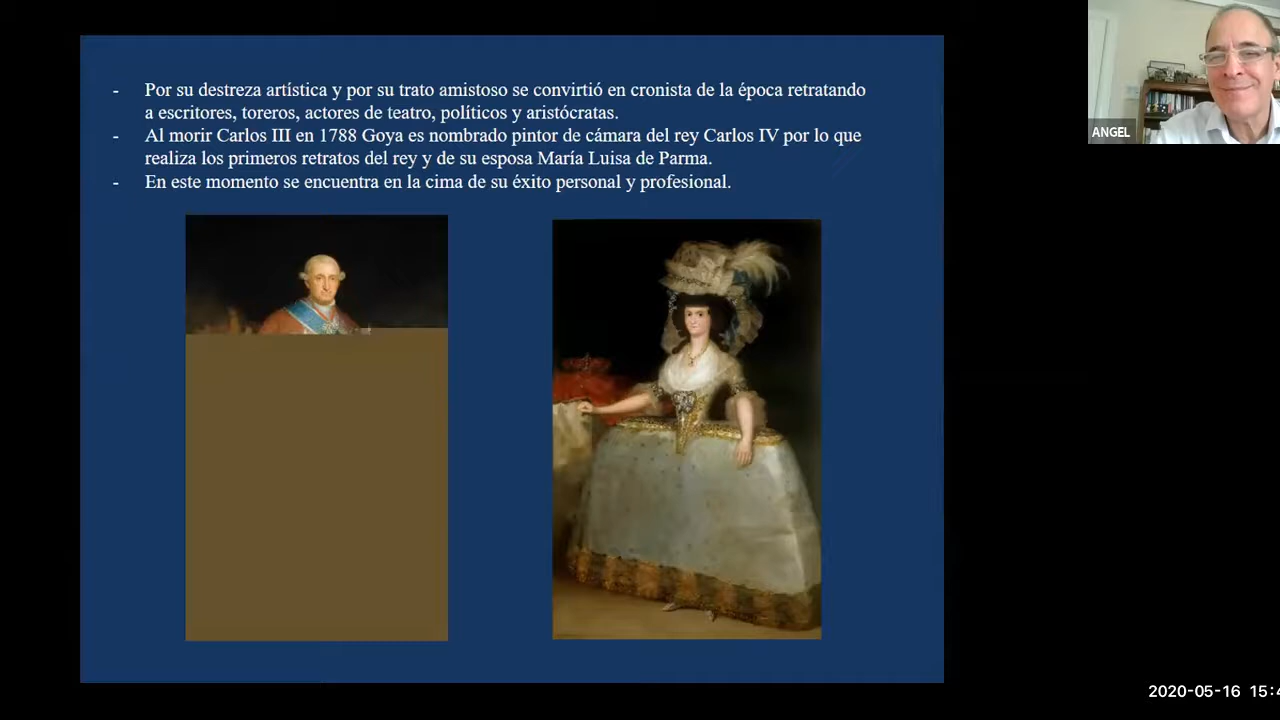 - Por su destreza artística y por su trato amistoso se convirtió en cronista de la época retratando
a escritores, toreros, actores de teatro, políticos y aristócratas.
- Al morir Carlos III en 1788 Goya es nombrado pintor de cámara del rey Carlos IV por lo que
realiza los primeros retratos del rey y de su esposa María Luisa de Parma.
- En este momento se encuentra en la cima de su éxito personal y profesional.
ANGEL
2020-05-16 15:4